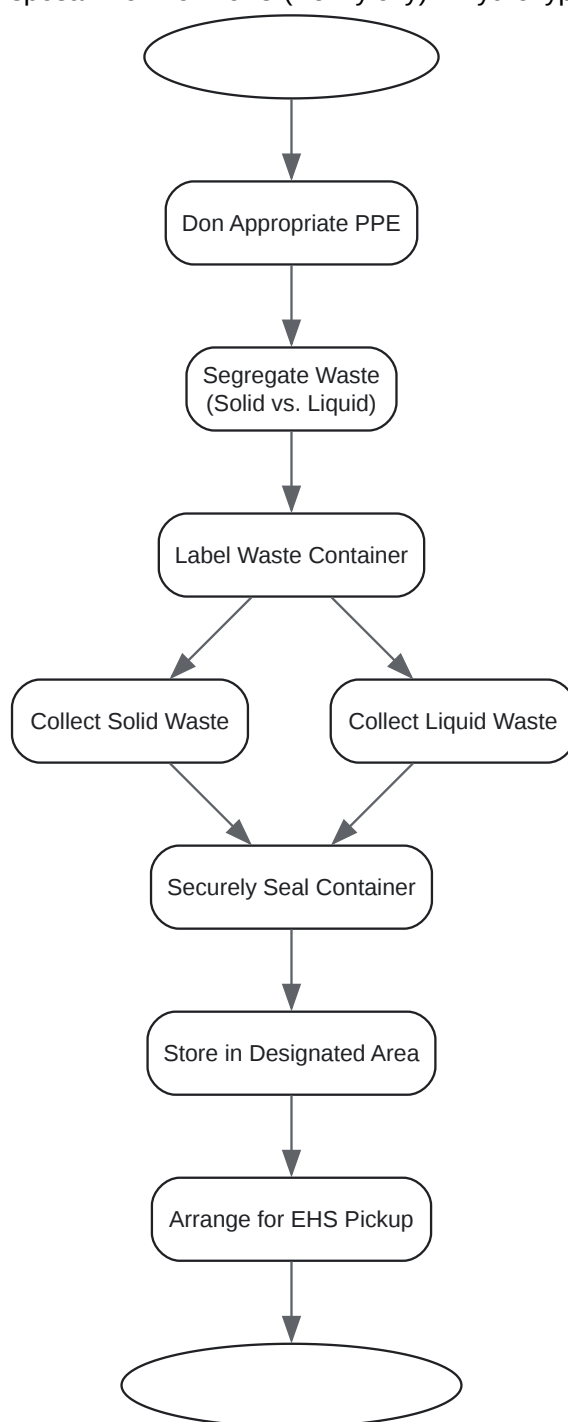 Don Appropriate PPE
Segregate Waste
(Solid vs. Liquid)
Label Waste Container
Collect Solid Waste
Collect Liquid Waste
Securely Seal Container
Store in Designated Area
Arrange for EHS Pickup